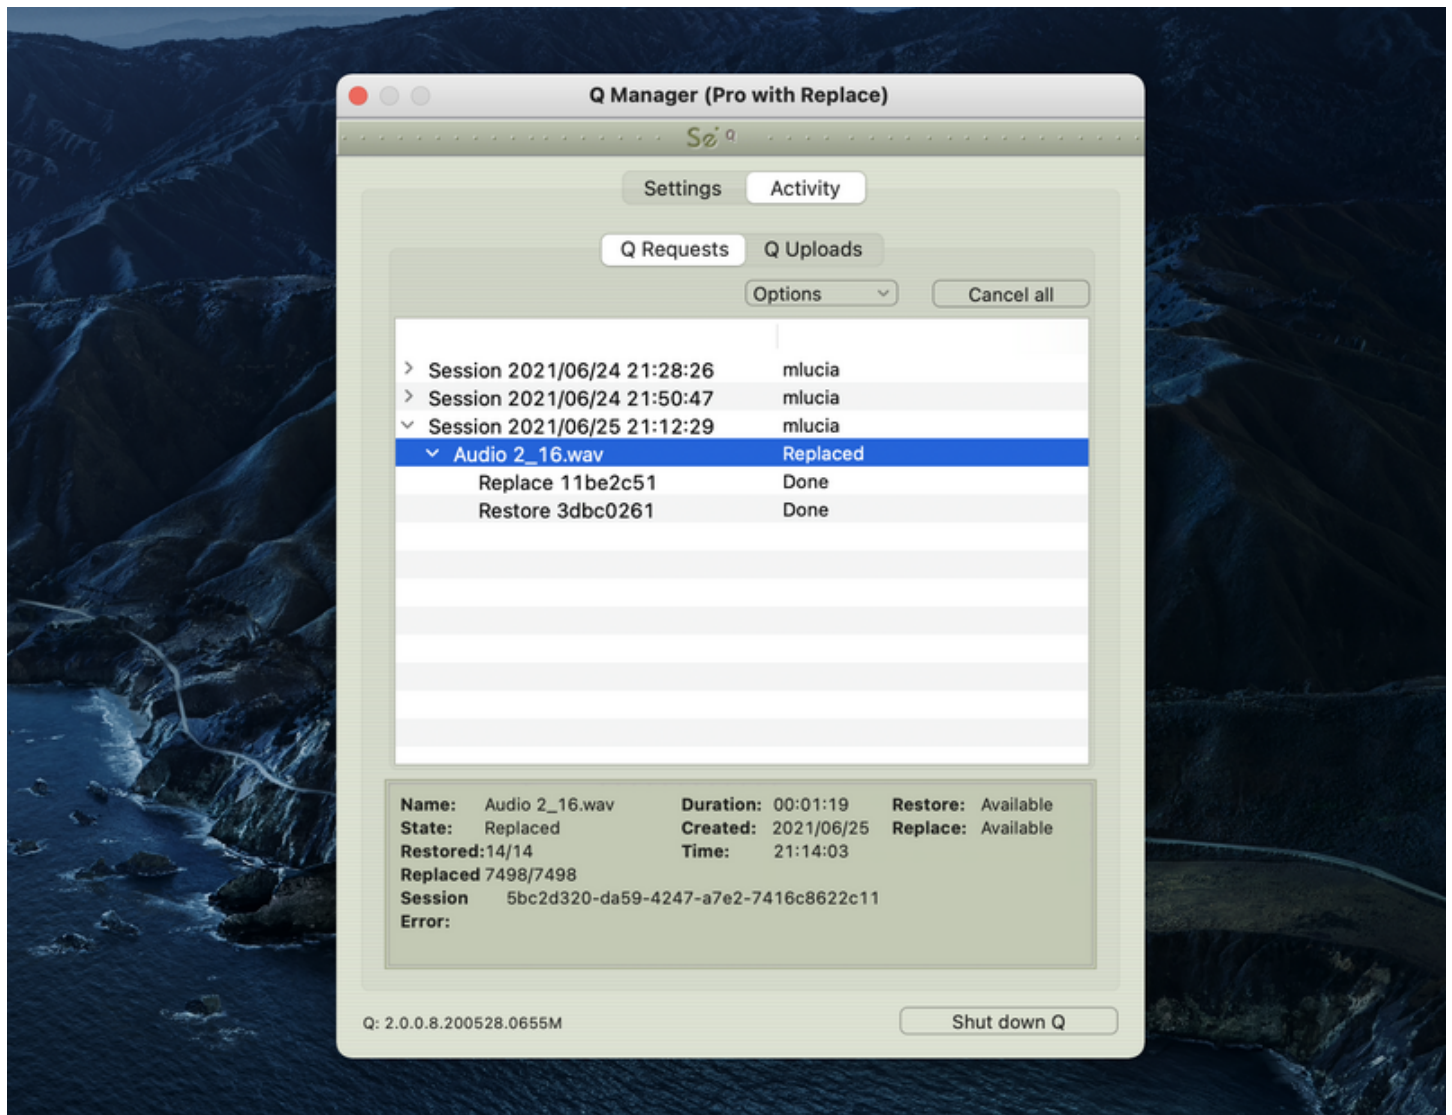 Q Manager (Pro with Replace)
Se Q
Settings Activity
Q Requests Q Uploads
Options Cancel all
Session 2021/06/24 21:28:26 mlucia
Session 2021/06/24 21:50:47 mlucia
Session 2021/06/25 21:12:29 mlucia
Audio 2_16.wav Replaced
Replace 11be2c51 Done
Restore 3dbc0261 Done
Name: Audio 2_16.wav Duration: 00:01:19 Restore: Available
State: Replaced Created: 2021/06/25 Replace: Available
Restored:14/14 Time: 21:14:03
Replaced 7498/7498
Session 5bc2d320-da59-4247-a7e2-7416c8622c11
Error:
Q: 2.0.0.8.200528.0655M Shut down Q